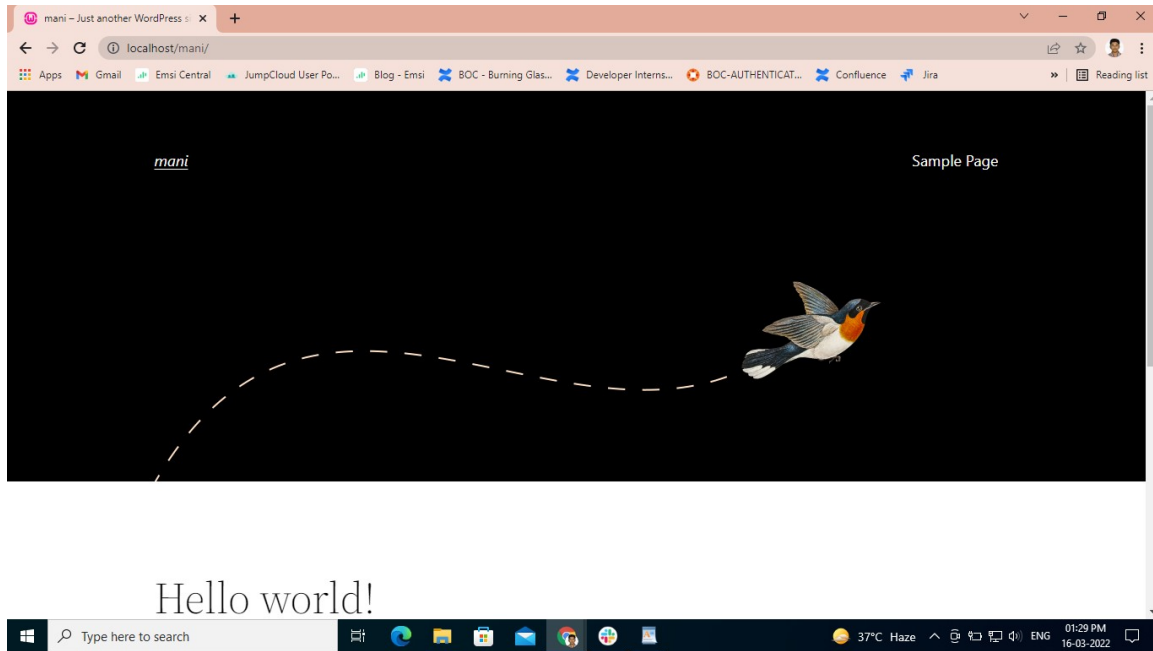 mani – Just another WordPress s
localhost/mani/
Apps Gmail Emsi Central JumpCloud User Po... Blog - Emsi BOC - Burning Glas... Developer Interns... BOC-AUTHENTICAT... Confluence Jira » Reading list
mani Sample Page
Hello world!
Type here to search 37°C Haze ENG 01:29 PM
16-03-2022